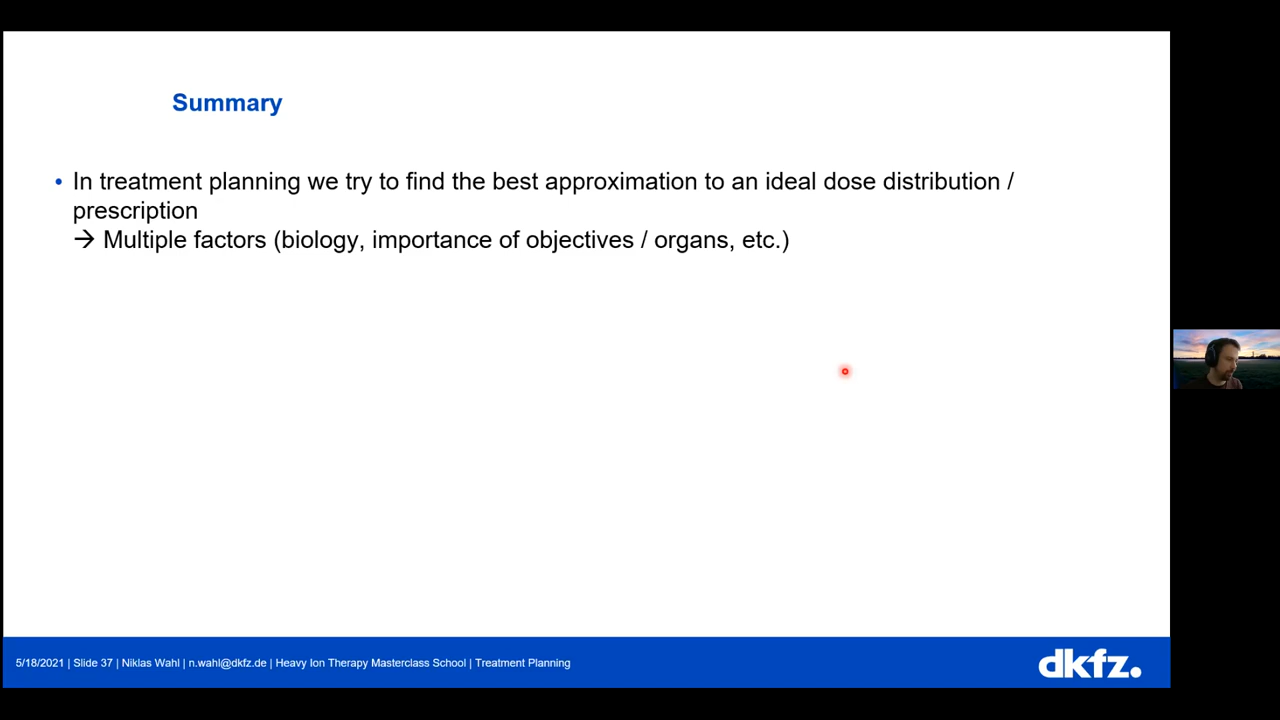 Summary
• In treatment planning we try to find the best approximation to an ideal dose distribution /
prescription
→ Multiple factors (biology, importance of objectives / organs, etc.)
5/18/2021 | Slide 37 | Niklas Wahl | n.wahl@dkfz.de | Heavy Ion Therapy Masterclass School | Treatment Planning
dkfz.